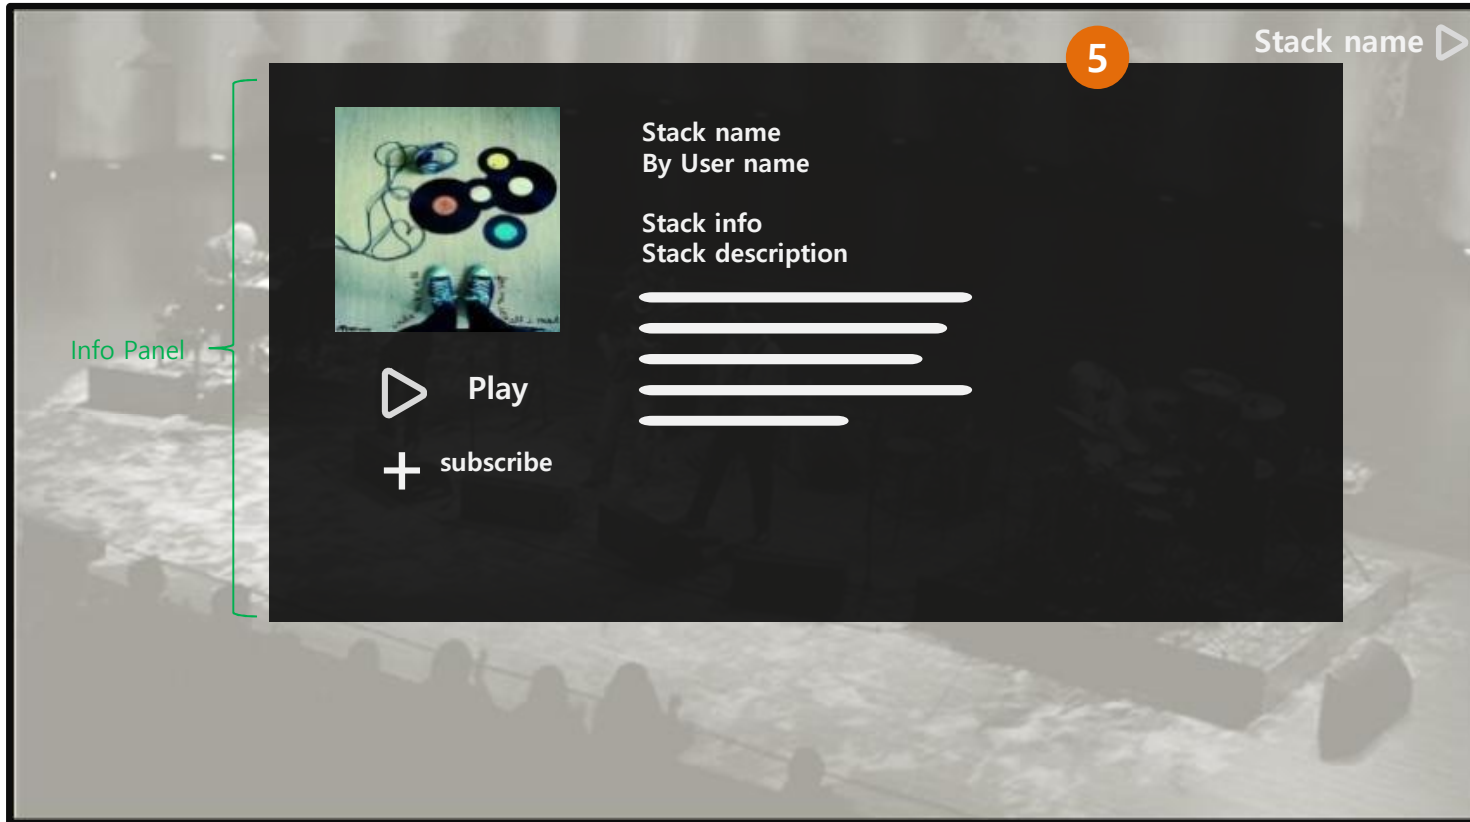 5
Stack name
Stack name
By User name
Stack info
Stack description
Info Panel
Play
subscribe